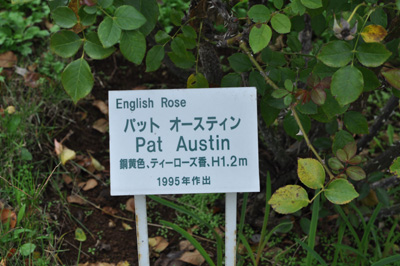 English Rose
パット オースティン
Pat Austin
銅黄色、ティーローズ番、H1.2m
1995年作出